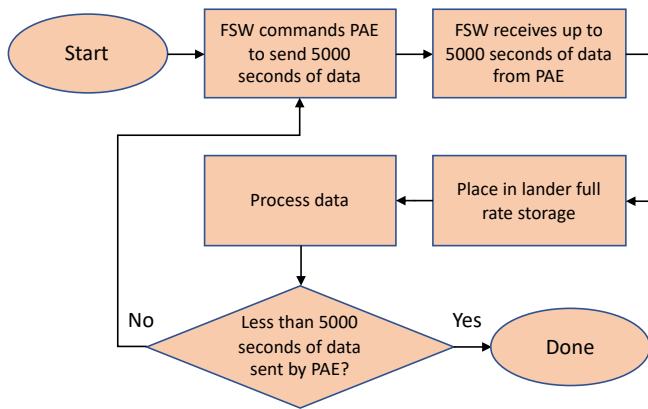 Start
FSW commands PAE
to send 5000
seconds of data
FSW receives up to
5000 seconds of data
from PAE
Place in lander full
rate storage
Process data
Less than 5000
seconds of data
sent by PAE?
No
Yes
Done